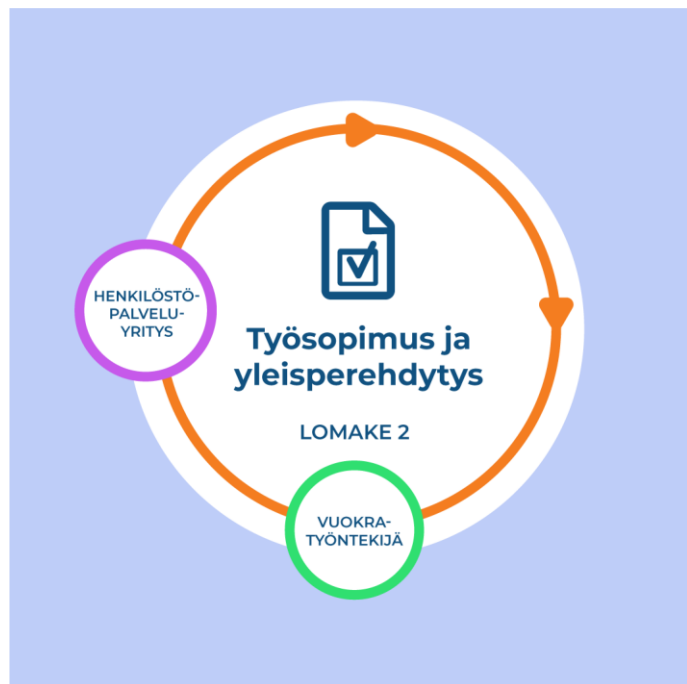 HENKILÖSTÖ-
PALVELU-
YRITYS
Työsopimus ja
yleisperehdytys
LOMAKE 2
VUOKRA-
TYÖNTEKIJÄ